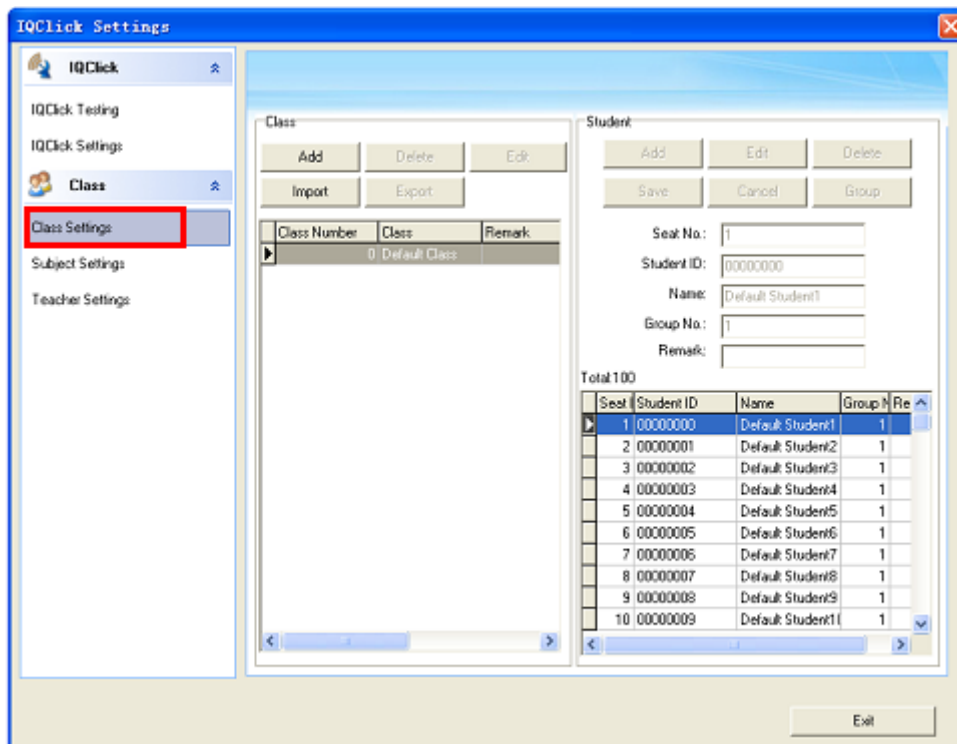 IQClick Settings
IQClick
IQClick Testing
IQClick Settings
Class
Class Settings
Subject Settings
Teacher Settings
Class
Add Delete Edit
Import Export
Class Number Class Remark
0 Default Class
Student
Add Edit Delete
Save Cancel Group
Seat No.: 1
Student ID: 00000000
Name: Default Student1
Group No.: 1
Remark:
Total:100
Seat Student ID Name Group N Re
1 00000000 Default Student1 1
2 00000001 Default Student2 1
3 00000002 Default Student3 1
4 00000003 Default Student4 1
5 00000004 Default Student5 1
6 00000005 Default Student6 1
7 00000006 Default Student7 1
8 00000007 Default Student8 1
9 00000008 Default Student9 1
10 00000009 Default Student1 1
Exit